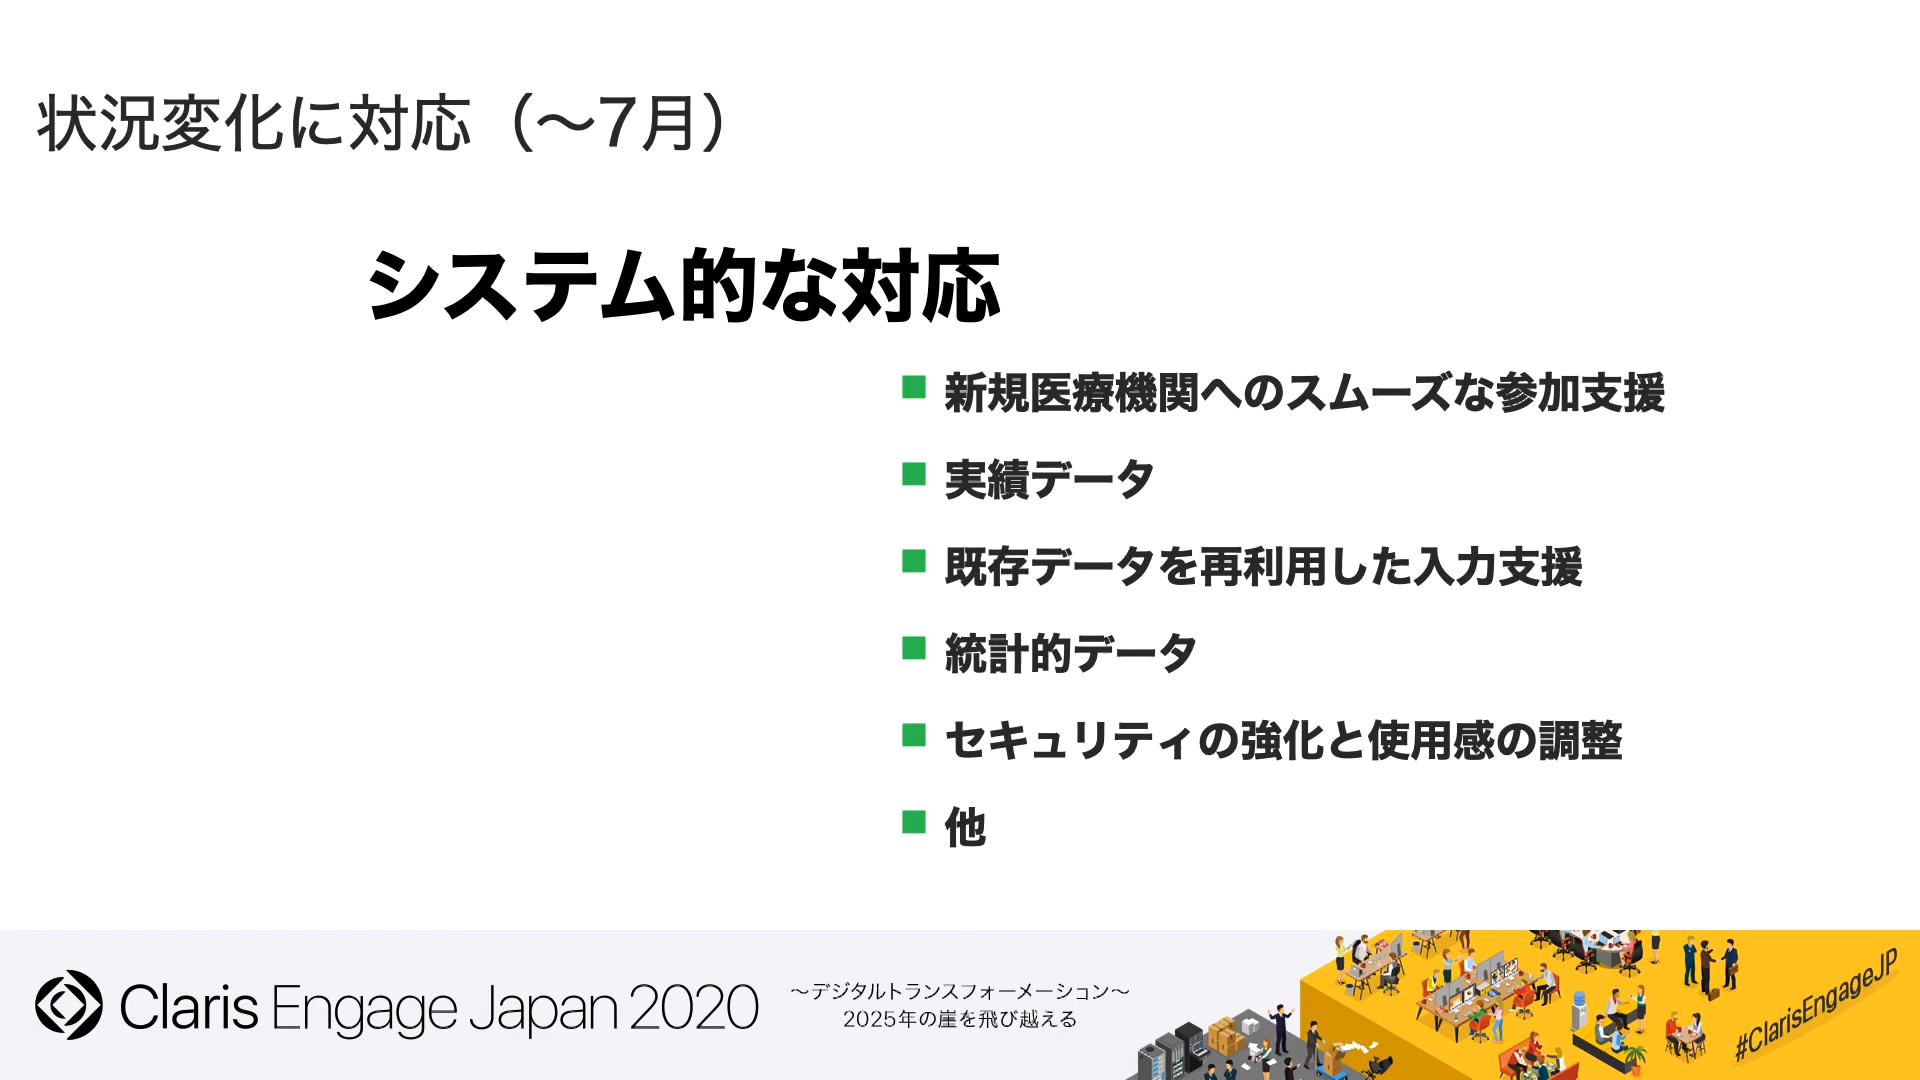 状況変化に対応（〜7月）
システム的な対応
新規医療機関へのスムーズな参加支援
実績データ
既存データを再利用した入力支援
統計的データ
セキュリティの強化と使用感の調整
他
Claris Engage Japan 2020
〜デジタルトランスフォーメーション〜
2025年の崖を飛び越える
#ClarisEngageJP